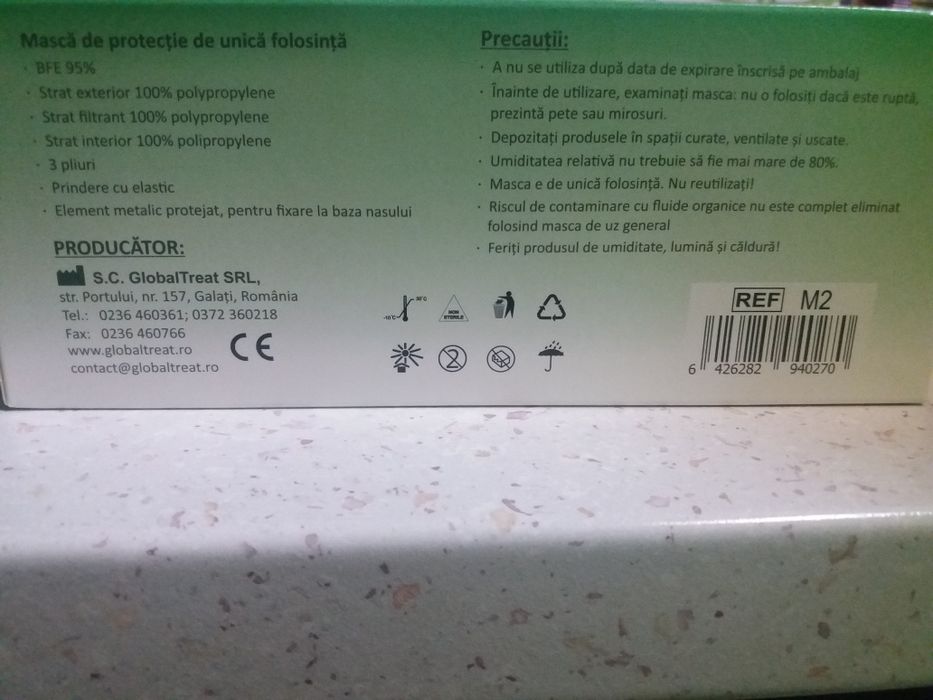 Mască de protecție de unică folosință
· BFE 95%
· Strat exterior 100% polypropylene
· Strat filtrant 100% polypropylene
· Strat interior 100% polipropylene
· 3 pliuri
· Prindere cu elastic
· Element metalic protejat, pentru fixare la baza nasului
PRODUCĂTOR:
S.C. GlobalTreat SRL,
str. Portului, nr. 157, Galați, România
Tel.: 0236 460361; 0372 360218
Fax: 0236 460766
www.globaltreat.ro
contact@globaltreat.ro
CE
Precauții:
· A nu se utiliza după data de expirare înscrisă pe ambalaj
· Înainte de utilizare, examinați masca: nu o folosiți dacă este ruptă,
prezintă pete sau mirosuri.
· Depozitați produsele în spații curate, ventilate și uscate.
· Umiditatea relativă nu trebuie să fie mai mare de 80%.
· Masca e de unică folosință. Nu reutilizați!
· Riscul de contaminare cu fluide organice nu este complet eliminat
folosind masca de uz general
· Feriți produsul de umiditate, lumină și căldură!
-10°C
NON
STERILE
2
REF M2
6 426282 940270